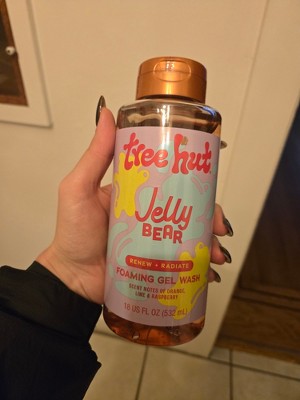 tree hut
Jelly
BEAR
RENEW + RADIATE
FOAMING GEL WASH
SCENT NOTES OF ORANGE,
LIME & RASPBERRY
18 US FL OZ (532 mL)